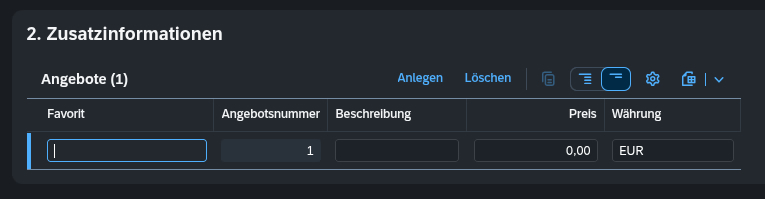 2. Zusatzinformationen
Angebote (1) Anlegen Löschen
Favorit Angebotsnummer Beschreibung Preis Währung
1 0,00 EUR